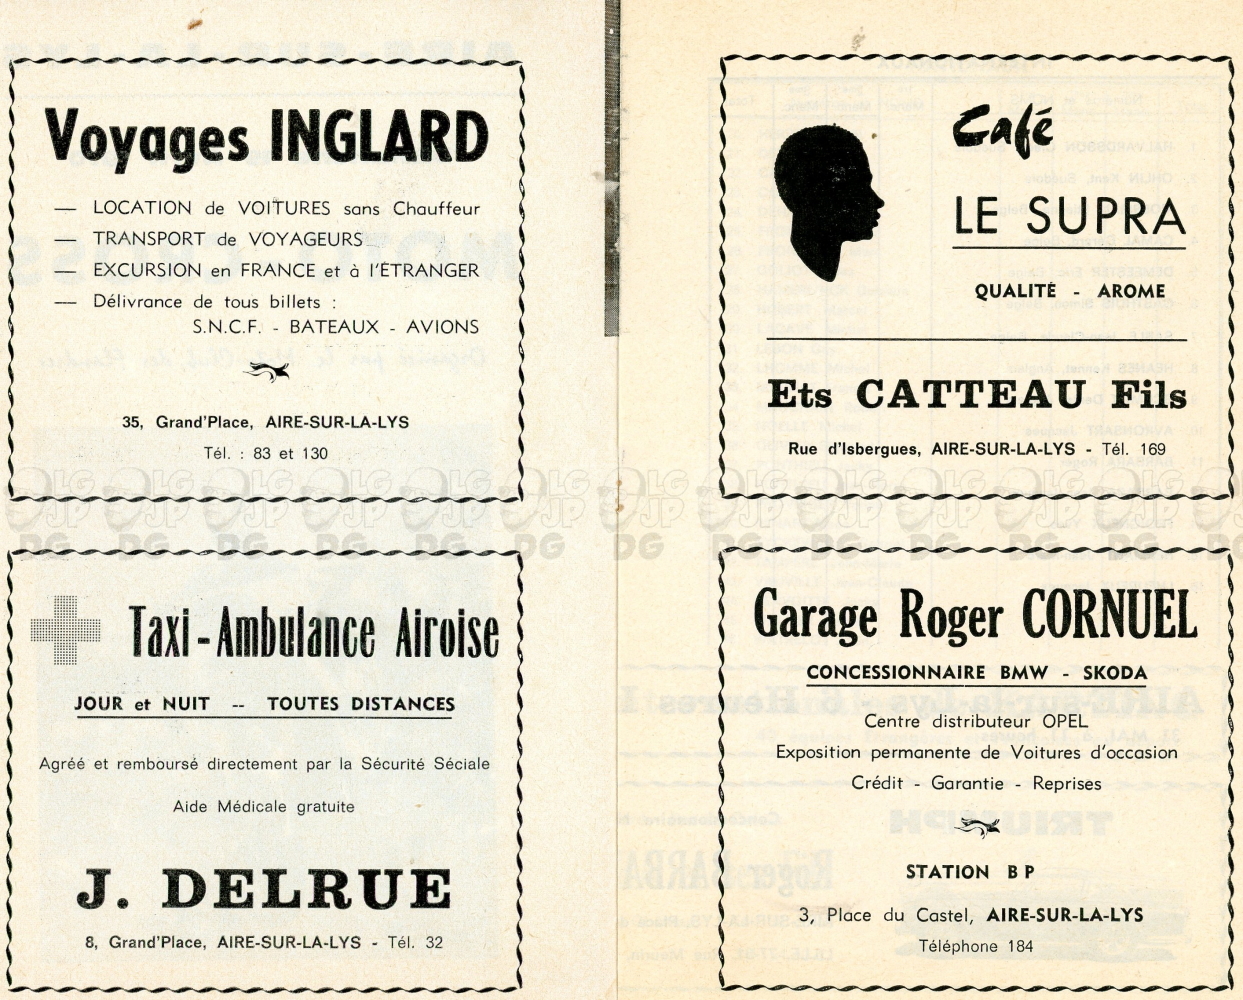 Voyages INGLARD
— LOCATION de VOITURES sans Chauffeur
— TRANSPORT de VOYAGEURS
— EXCURSION en FRANCE et à l'ÉTRANGER
— Délivrance de tous billets :
S.N.C.F. - BATEAUX - AVIONS
35, Grand'Place, AIRE-SUR-LA-LYS
Tél. : 83 et 130
Taxi-Ambulance Airoise
JOUR et NUIT -- TOUTES DISTANCES
Agréé et remboursé directement par la Sécurité Séciale
Aide Médicale gratuite
J. DELRUE
8, Grand'Place, AIRE-SUR-LA-LYS - Tél. 32
Café
LE SUPRA
QUALITÉ - AROME
Ets CATTEAU Fils
Rue d'Isbergues, AIRE-SUR-LA-LYS - Tél. 169
Garage Roger CORNUEL
CONCESSIONNAIRE BMW - SKODA
Centre distributeur OPEL
Exposition permanente de Voitures d'occasion
Crédit - Garantie - Reprises
STATION BP
3, Place du Castel, AIRE-SUR-LA-LYS
Téléphone 184